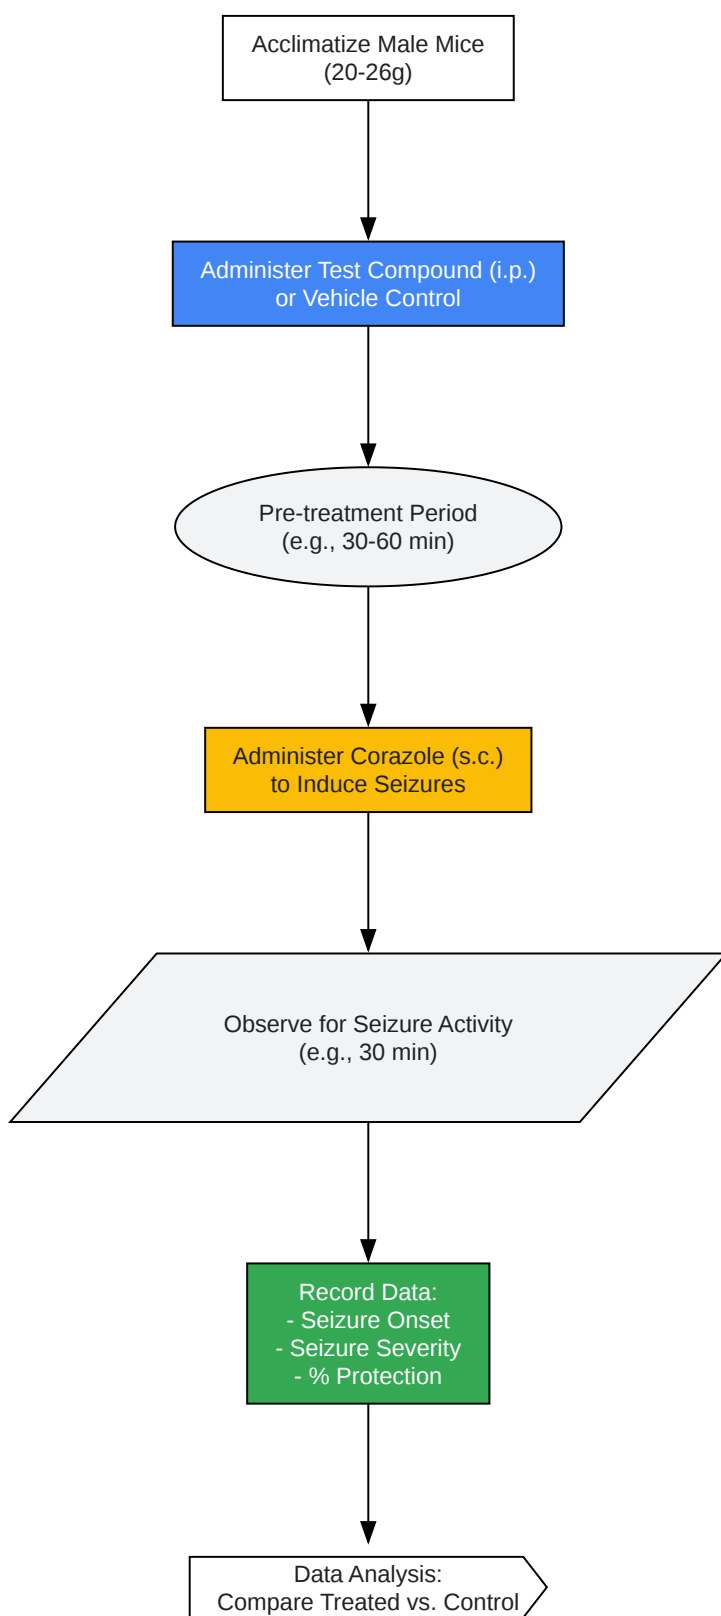 Acclimatize Male Mice
(20-26g)
Administer Test Compound (i.p.)
or Vehicle Control
Pre-treatment Period
(e.g., 30-60 min)
Administer Corazole (s.c.)
to Induce Seizures
Observe for Seizure Activity
(e.g., 30 min)
Record Data:
- Seizure Onset
- Seizure Severity
- % Protection
Data Analysis:
Compare Treated vs. Control